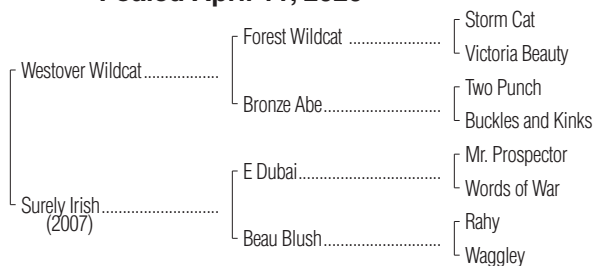 Foaled April
Storm Cat
Forest Wildcat ........................
Victoria Beauty
Westover Wildcat...................
Two Punch
Bronze Abe..............................
Buckles and Kinks
Mr. Prospector
E Dubai....................................
Words of War
Surely Irish..............................
(2007)
Rahy
Beau Blush..............................
Waggley